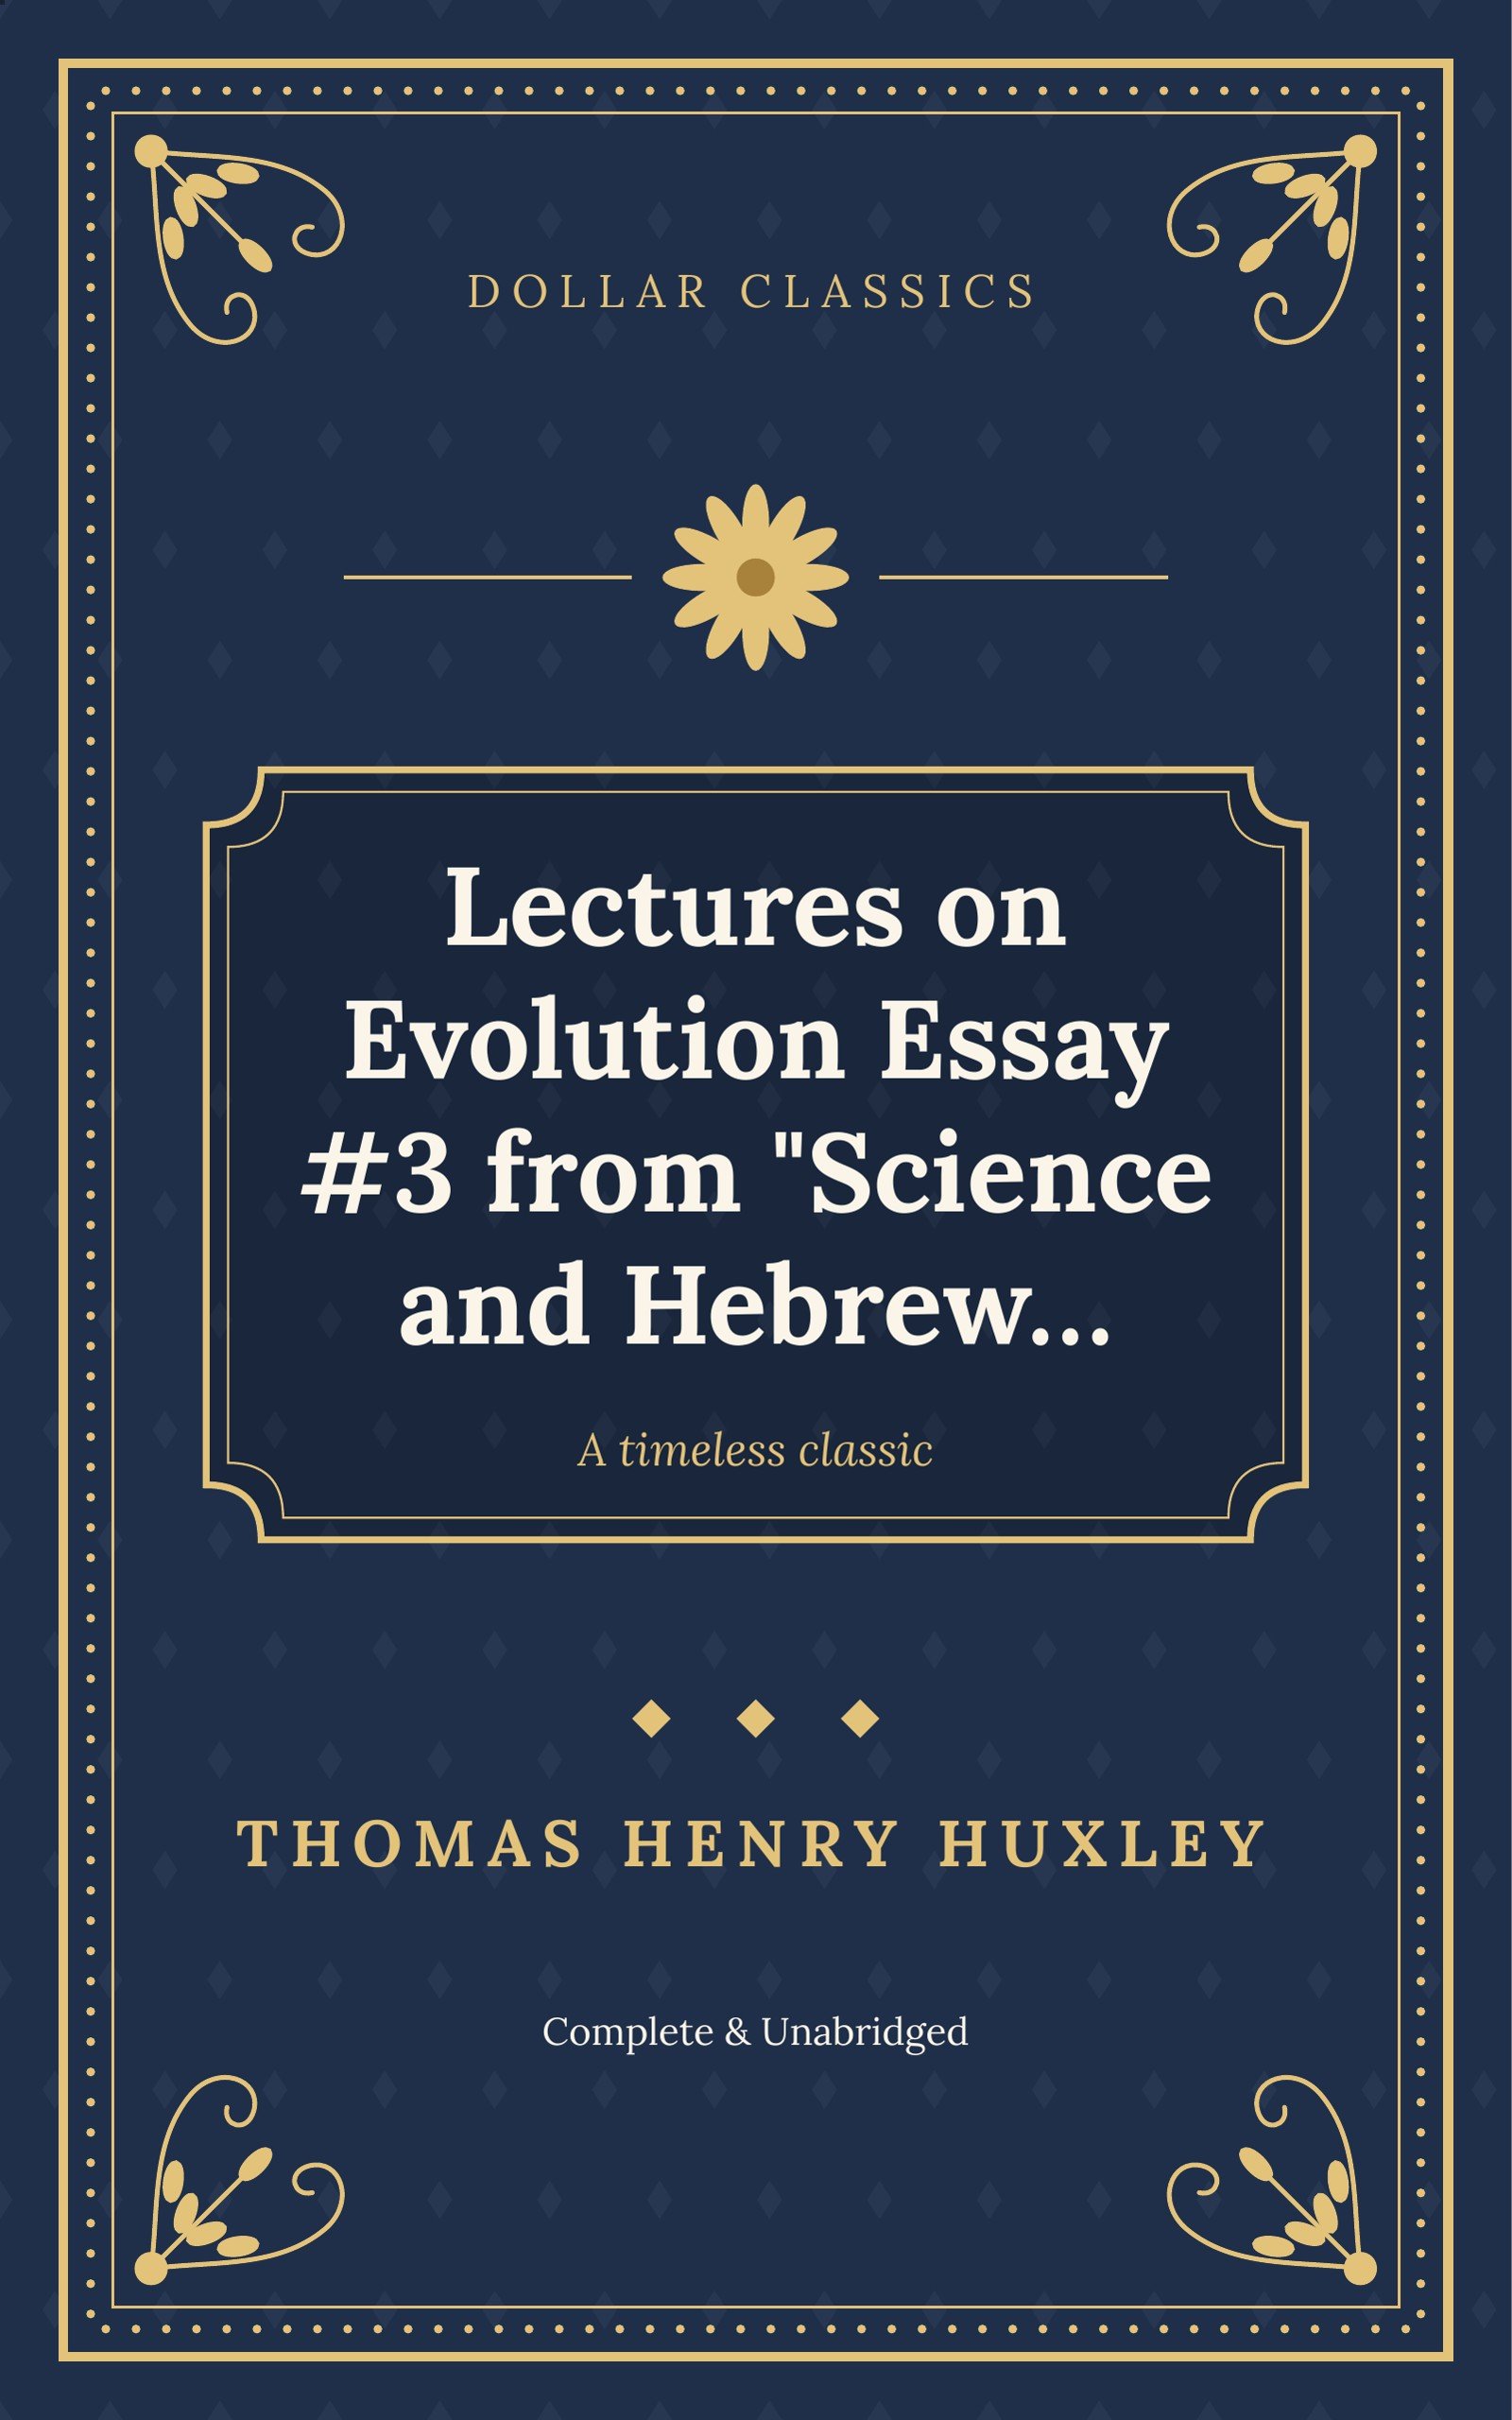 DOLLAR CLASSICS
Lectures on
Evolution Essay
#3 from "Science
and Hebrew...
A timeless classic
THOMAS HENRY HUXLEY
Complete & Unabridged